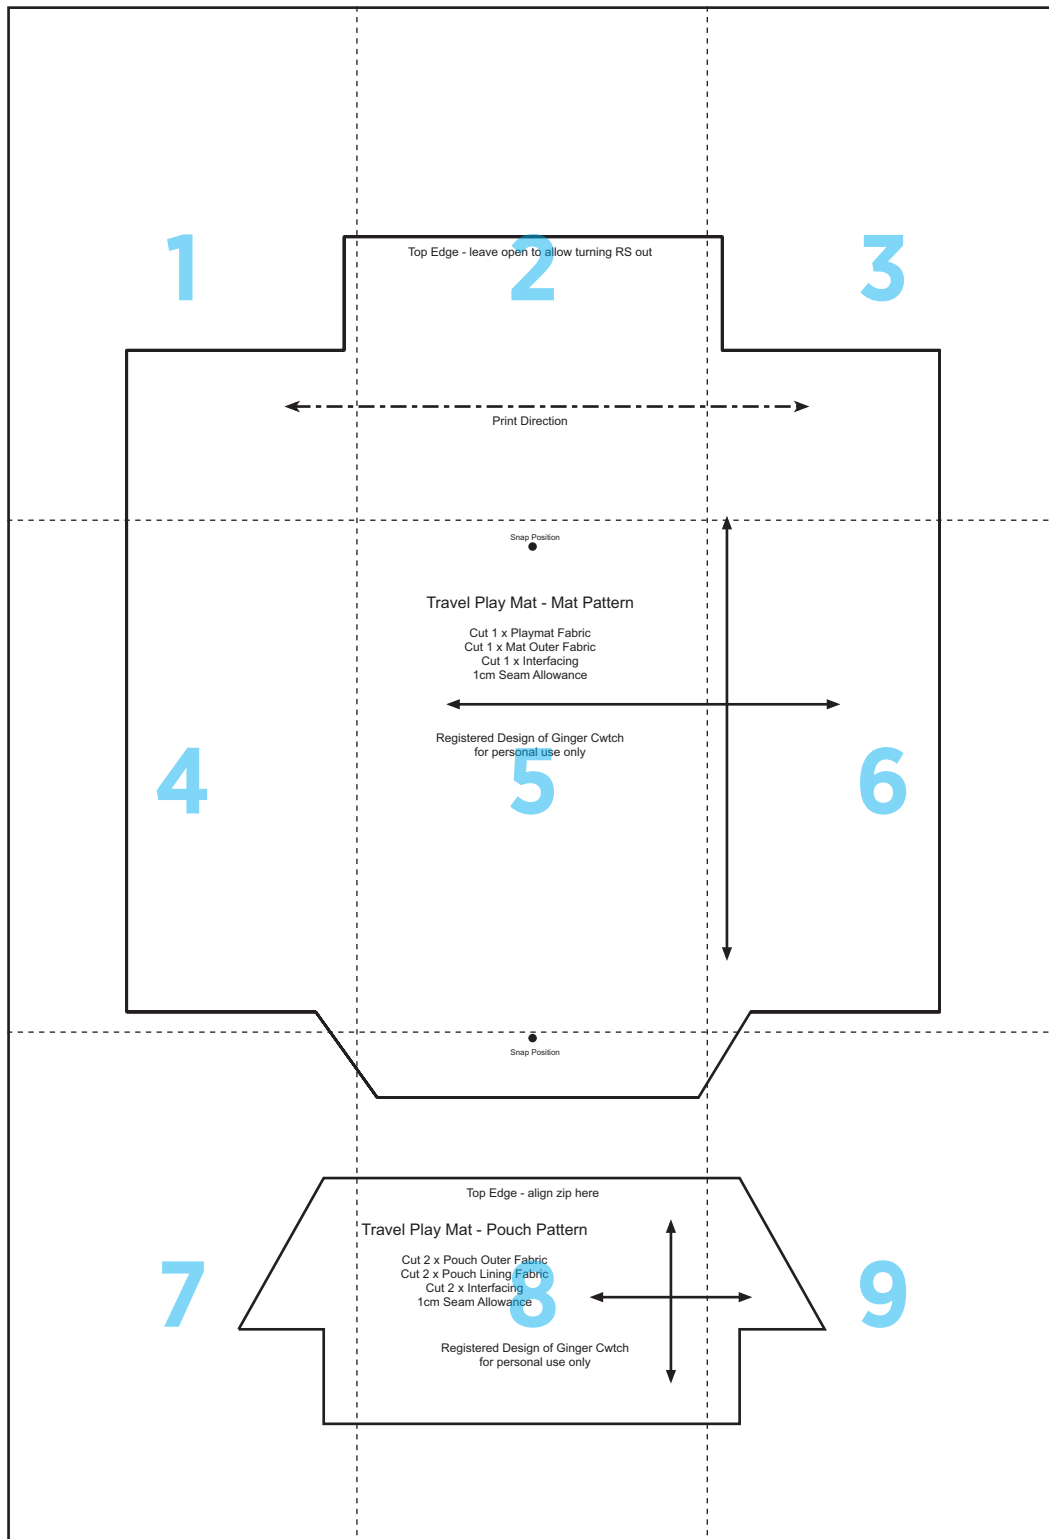 1
2
3
Top Edge - leave open to allow turning RS out
Print Direction
Snap Position
Travel Play Mat - Mat Pattern
Cut 1 x Playmat Fabric
Cut 1 x Mat Outer Fabric
Cut 1 x Interfacing
1cm Seam Allowance
Registered Design of Ginger Cwtch
for personal use only
4
5
6
Snap Position
Top Edge - align zip here
Travel Play Mat - Pouch Pattern
Cut 2 x Pouch Outer Fabric
Cut 2 x Pouch Lining Fabric
Cut 2 x Interfacing
1cm Seam Allowance
7
8
9
Registered Design of Ginger Cwtch
for personal use only